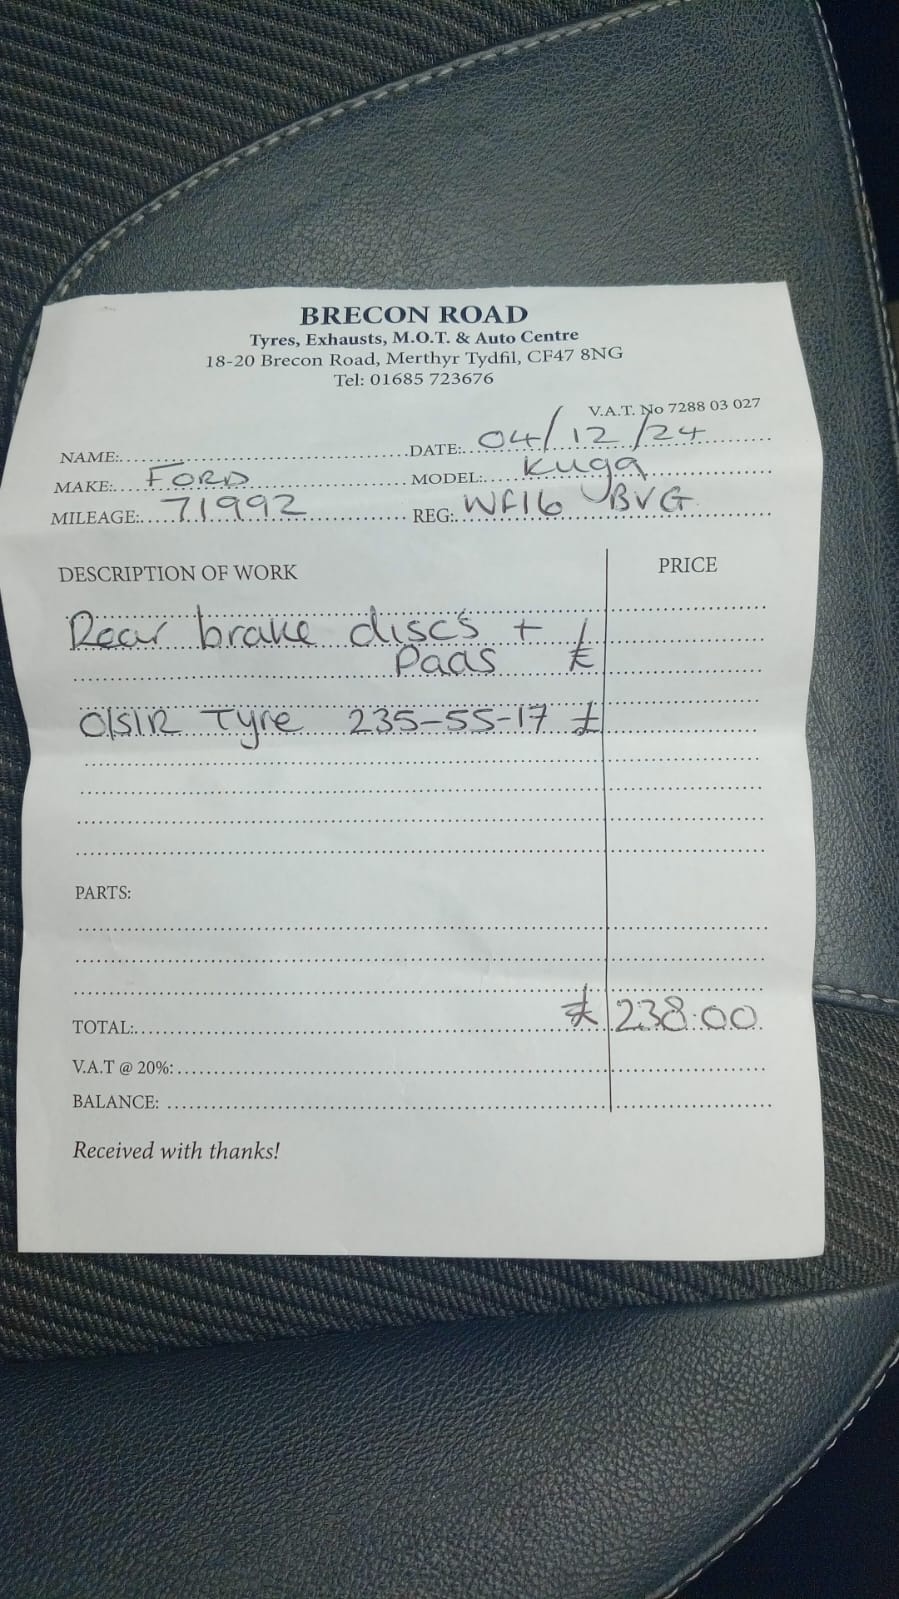 BRECON ROAD
Tyres, Exhausts, M.O.T. & Auto Centre
18-20 Brecon Road, Merthyr Tydfil, CF47 8NG
Tel: 01685 723676
V.A.T. No 7288 03 027
NAME: DATE: 04/12/24
MAKE: FORD MODEL: Kuga
MILEAGE: 71992 REG: WF16 BVG
DESCRIPTION OF WORK PRICE
Rear brake discs +
Pads £
O/S/R Tyre 235-55-17 £
PARTS:
TOTAL: £ 238.00
V.A.T @ 20%:
BALANCE:
Received with thanks!